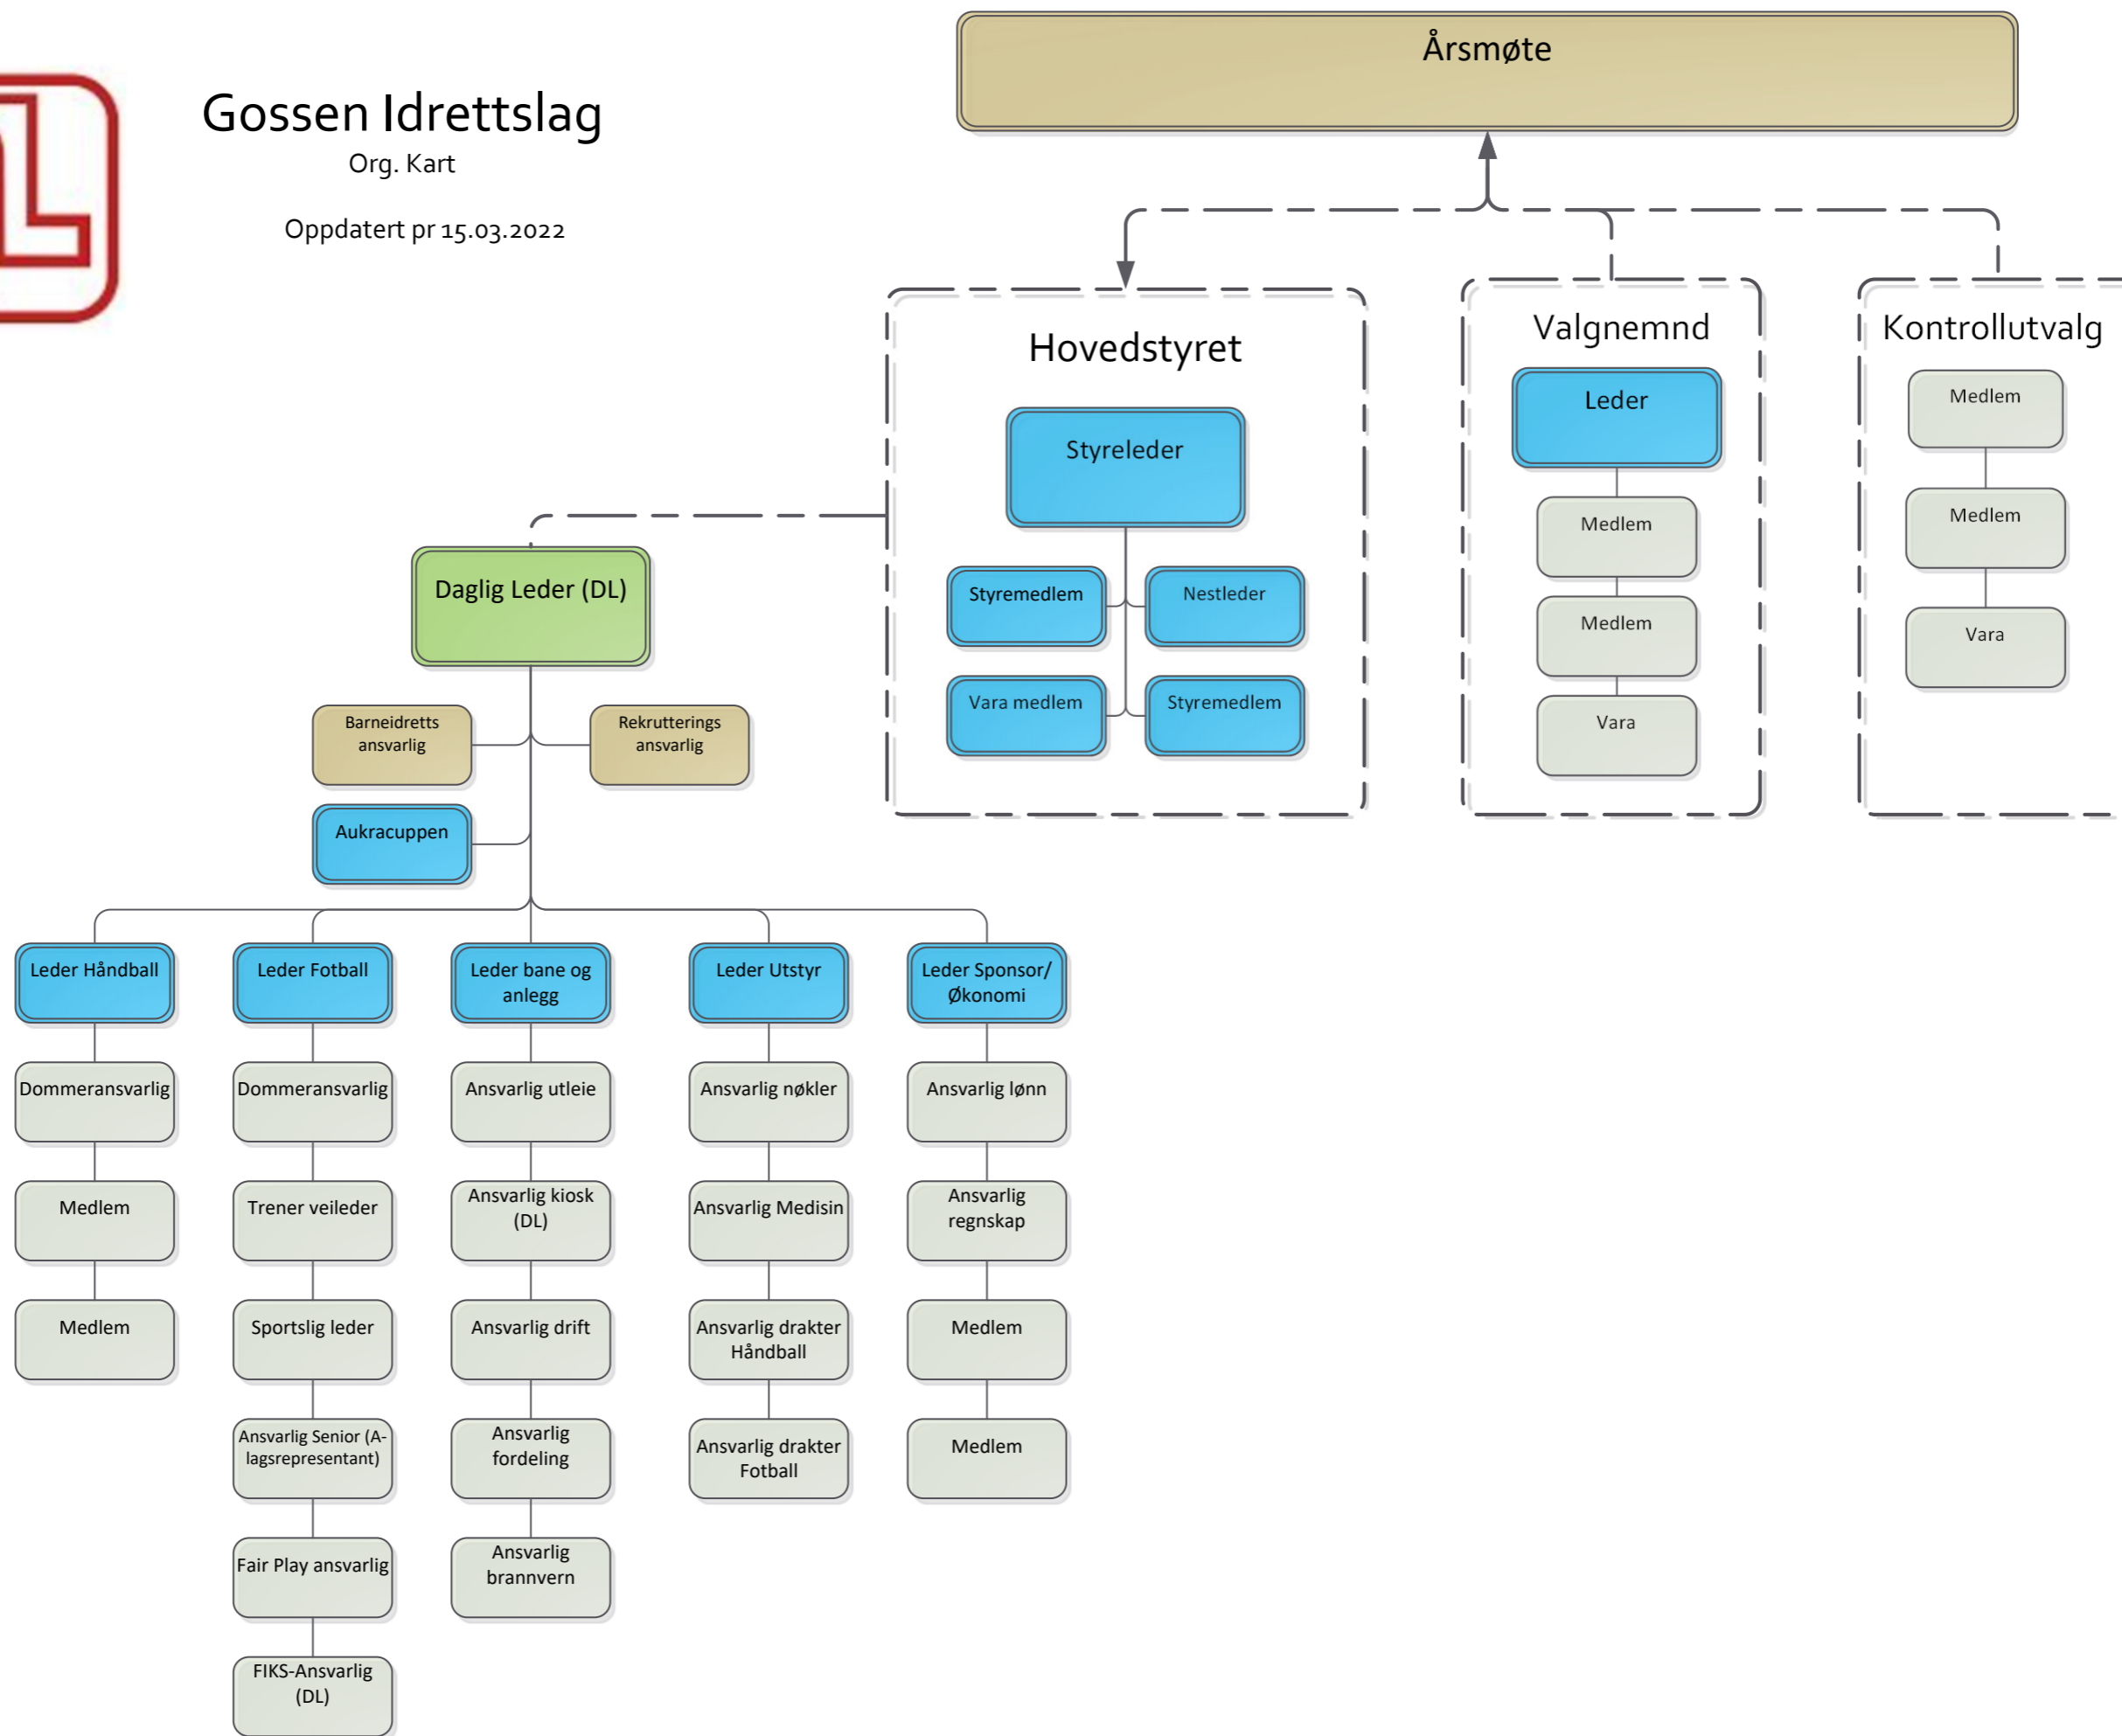 Årsmøte
Gossen Idrettslag
Org. Kart
Oppdatert pr 15.03.2022
Hovedstyret
Styreleder
Styremedlem
Nestleder
Vara medlem
Styremedlem
Valgnemnd
Leder
Medlem
Medlem
Vara
Kontrollutvalg
Medlem
Medlem
Vara
Daglig Leder (DL)
Barneidretts
ansvarlig
Rekrutterings
ansvarlig
Aukracuppen
Leder Håndball
Dommeransvarlig
Medlem
Medlem
Leder Fotball
Dommeransvarlig
Trener veileder
Sportslig leder
Ansvarlig Senior (A-
lagsrepresentant)
Fair Play ansvarlig
FIKS-Ansvarlig
(DL)
Leder bane og
anlegg
Ansvarlig utleie
Ansvarlig kiosk
(DL)
Ansvarlig drift
Ansvarlig
fordeling
Ansvarlig
brannvern
Leder Utstyr
Ansvarlig nøkler
Ansvarlig Medisin
Ansvarlig drakter
Håndball
Ansvarlig drakter
Fotball
Leder Sponsor/
Økonomi
Ansvarlig lønn
Ansvarlig
regnskap
Medlem
Medlem